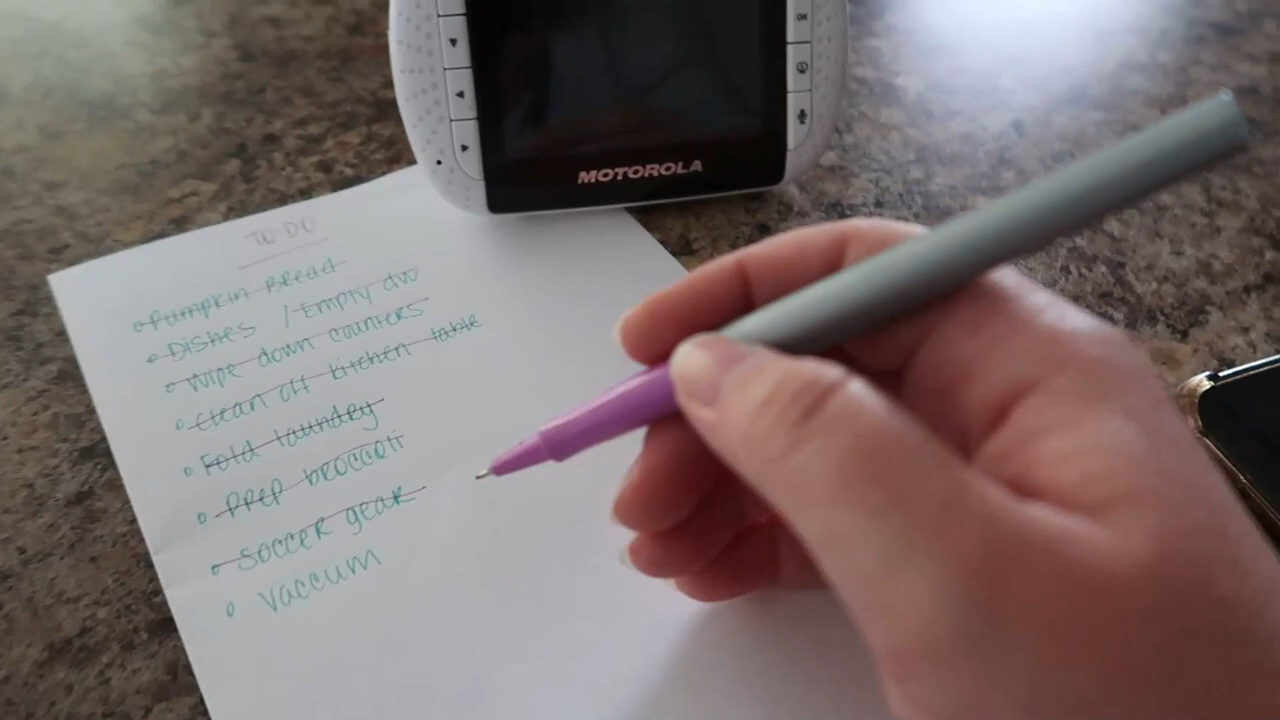 OK
MOTOROLA
TO DO
Pumpkin Bread
Dishes / Empty dw
Wipe down counters
Clean off kitchen table
Fold laundry
Prep broccoli
Soccer gear
Vaccum